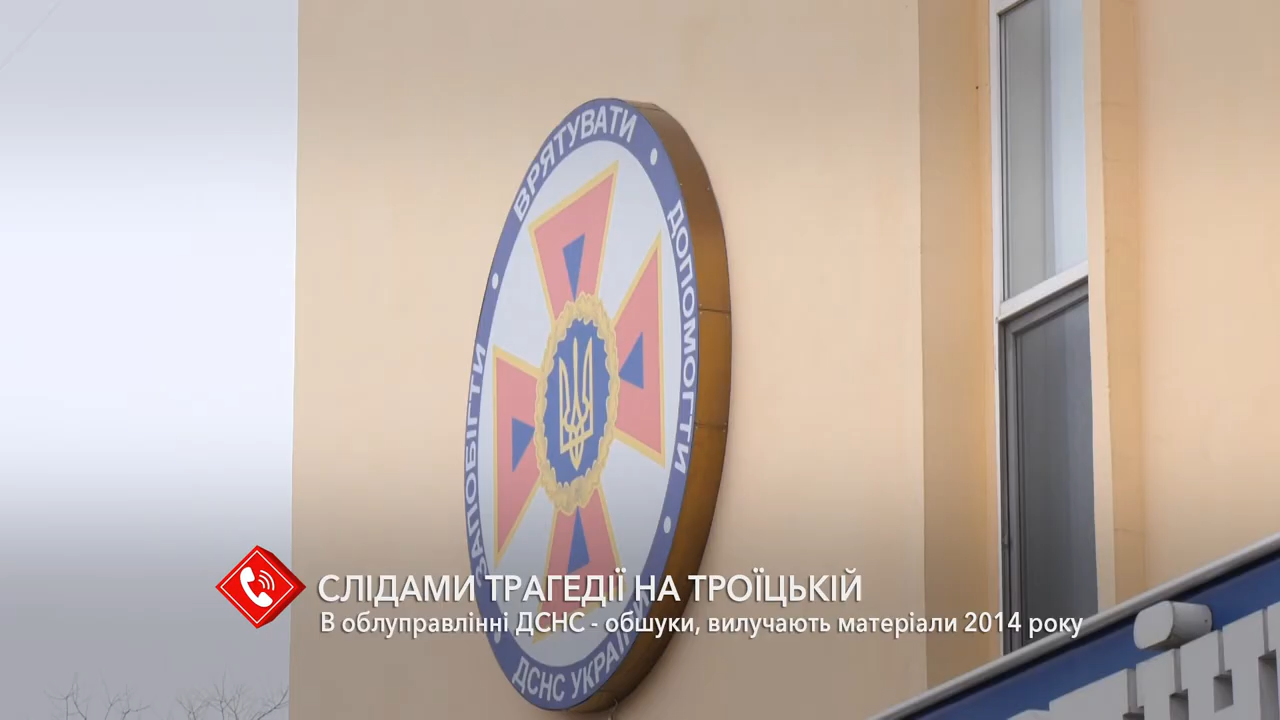 ВРЯТУВАТИ
ДОПОМОГТИ
ЗАПОБІГТИ
СЛІДАМИ ТРАГЕДІЇ НА ТРОЇЦЬКІЙ
В облуправлінні ДСНС - обшуки, вилучають матеріали 2014 року
ДСНС УКРАЇНИ